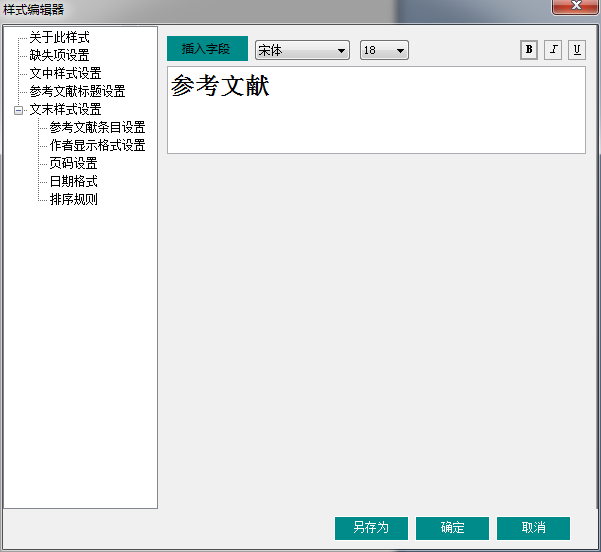 样式编辑器
关于此样式
缺失项设置
文中样式设置
参考文献标题设置
文末样式设置
参考文献条目设置
作者显示格式设置
页码设置
日期格式
排序规则
插入字段 宋体 18 B I U
参考文献
另存为 确定 取消